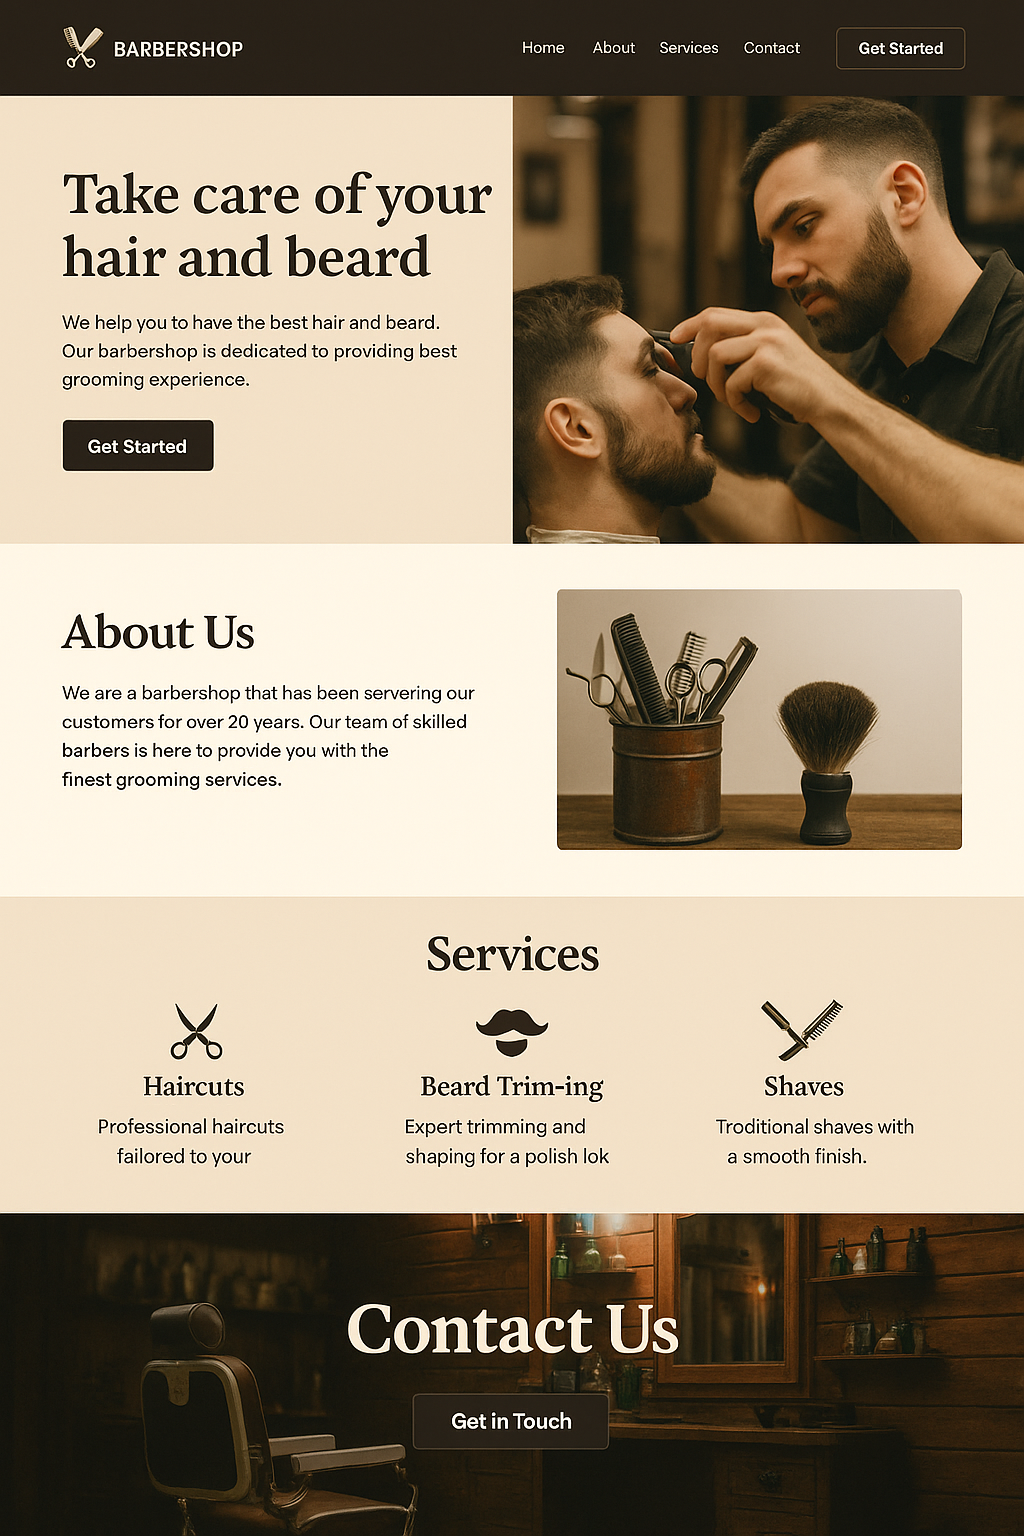 BARBERSHOP
Home About Services Contact Get Started
Take care of your
hair and beard
We help you to have the best hair and beard.
Our barbershop is dedicated to providing best
grooming experience.
Get Started
About Us
We are a barbershop that has been servering our
customers for over 20 years. Our team of skilled
barbers is here to provide you with the
finest grooming services.
Services
Haircuts
Professional haircuts
failored to your
Beard Trim-ing
Expert trimming and
shaping for a polish lok
Shaves
Troditional shaves with
a smooth finish.
Contact Us
Get in Touch